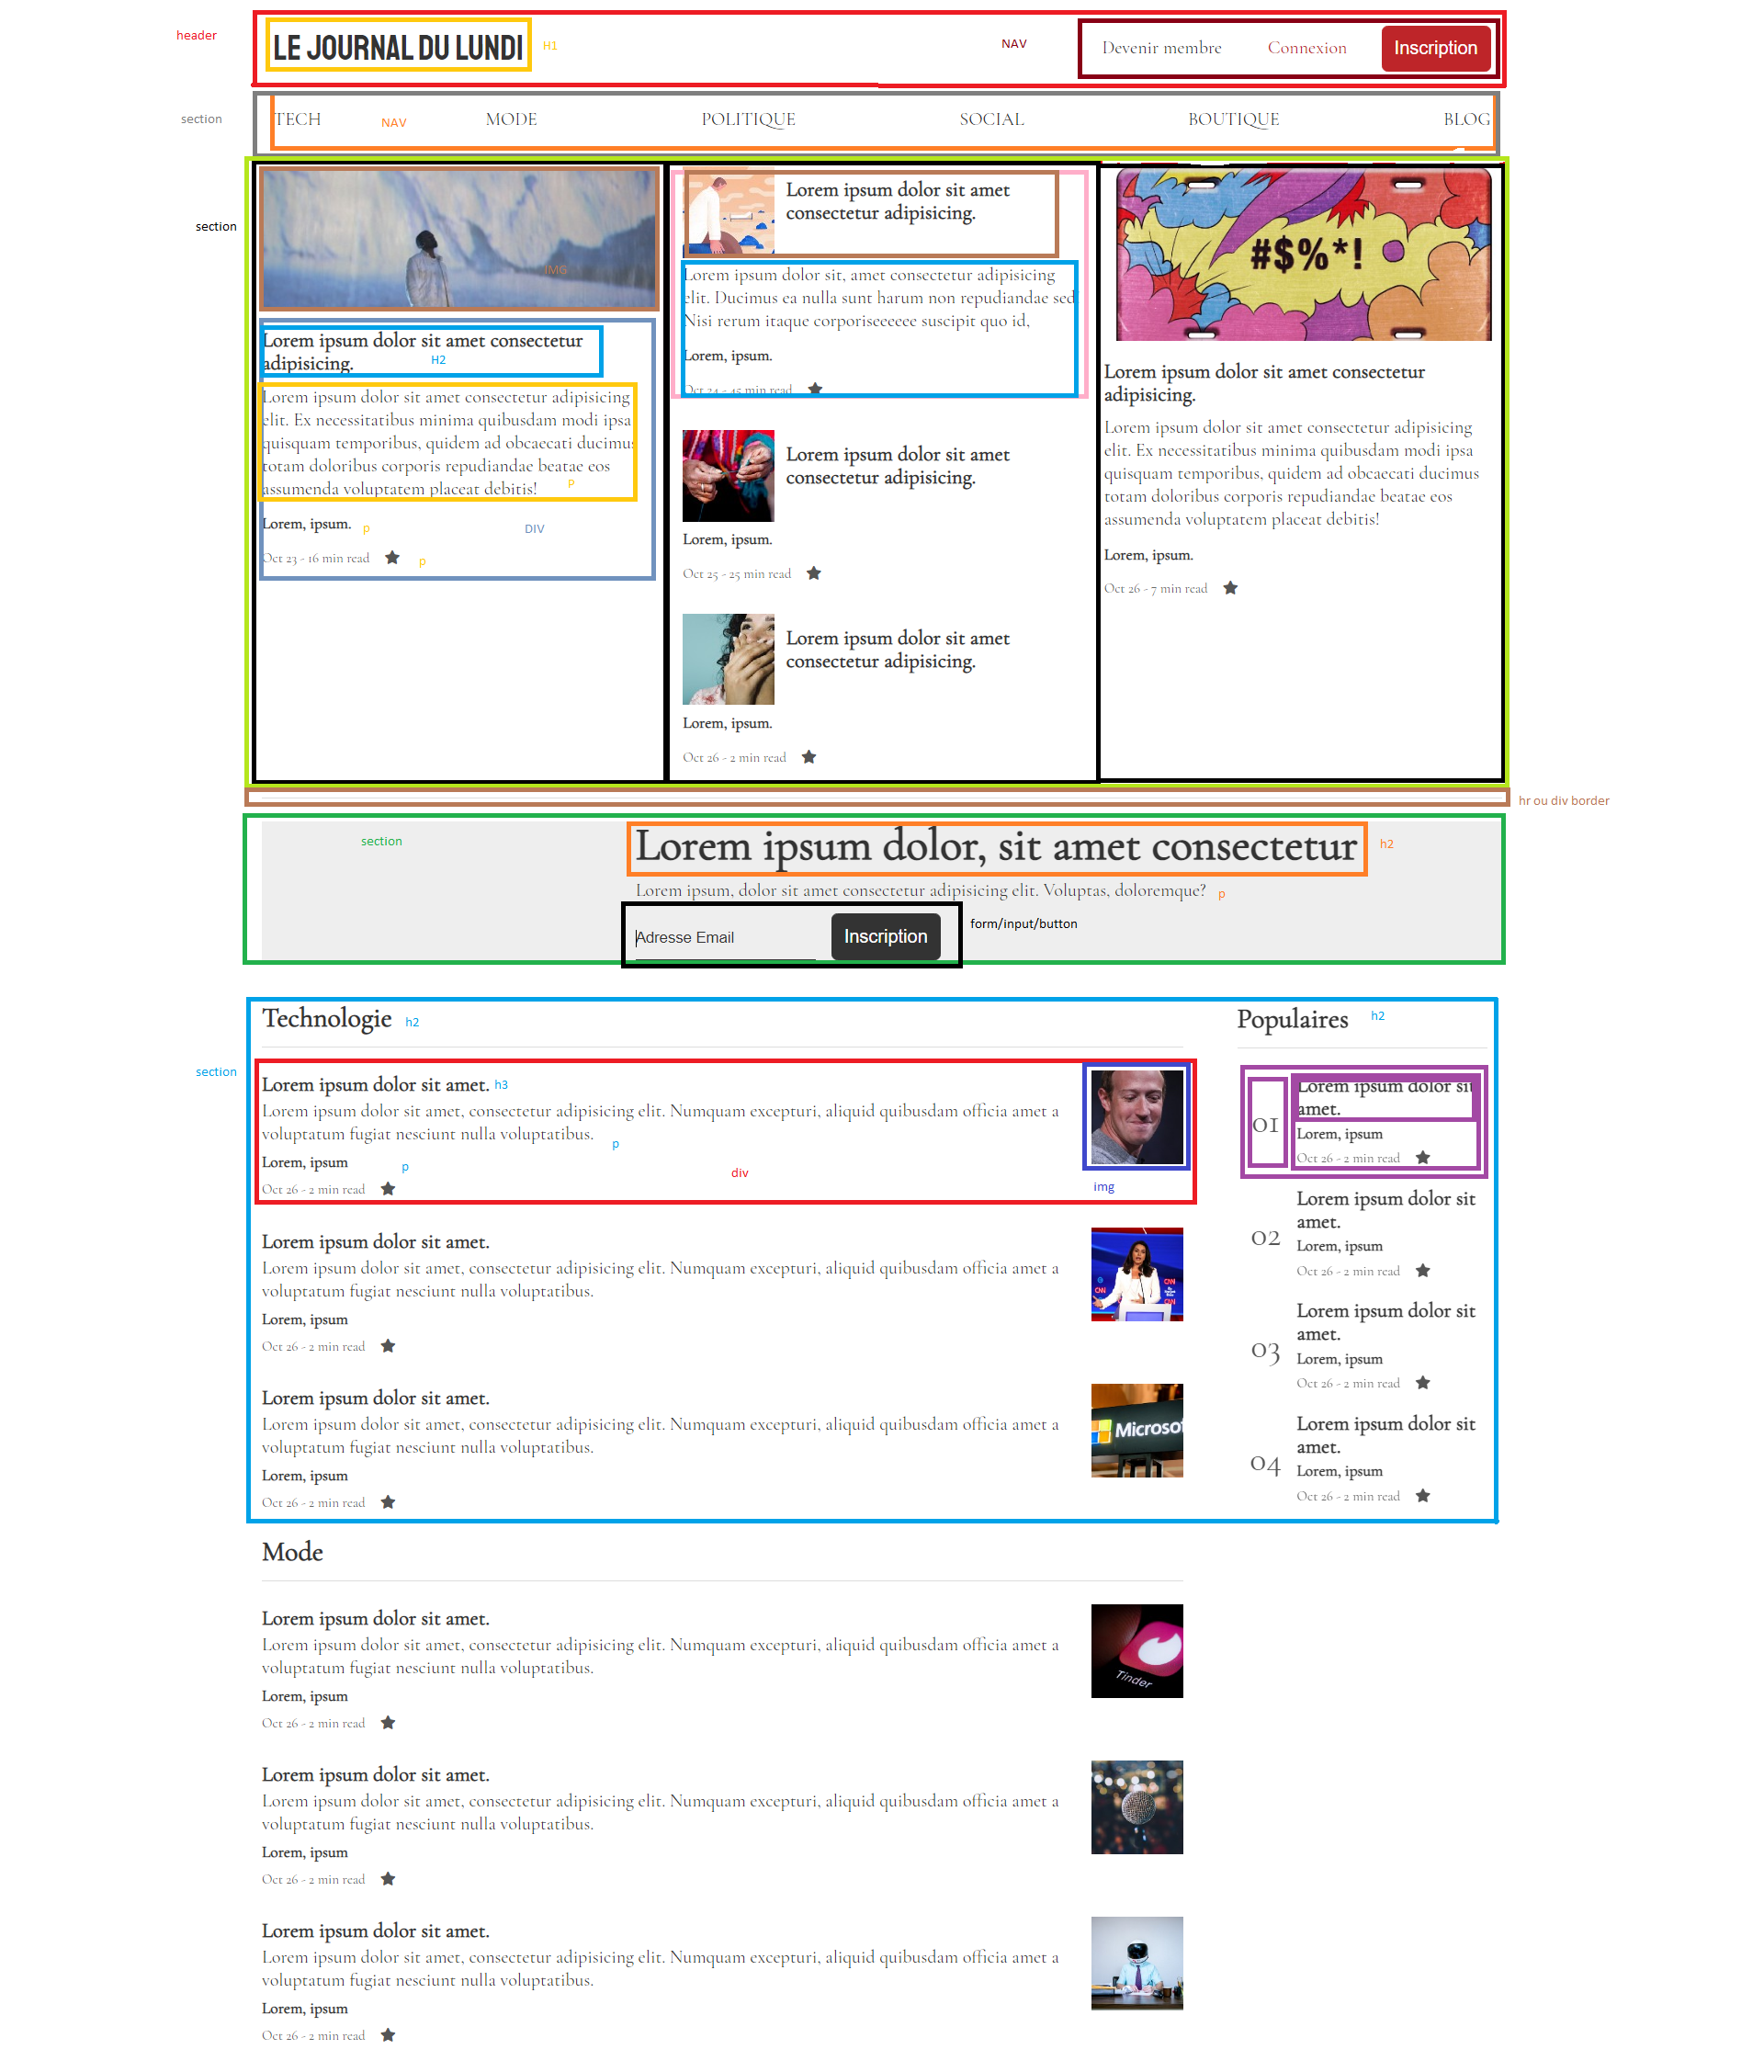 header
LE JOURNAL DU LUNDI
H1
NAV
Devenir membre
Connexion
Inscription
section
TECH
NAV
MODE
POLITIQUE
SOCIAL
BOUTIQUE
BLOG
section
IMG
Lorem ipsum dolor sit amet consectetur
adipisicing.
H2
Lorem ipsum dolor sit amet consectetur adipisicing
elit. Ex necessitatibus minima quibusdam modi ipsa
quisquam temporibus, quidem ad obcaecati ducimus
totam doloribus corporis repudiandae beatae eos
assumenda voluptatem placeat debitis!
p
Lorem, ipsum.
p
DIV
Oct 23 - 16 min read
p
Lorem ipsum dolor sit amet
consectetur adipisicing.
Lorem ipsum dolor sit, amet consectetur adipisicing
elit. Ducimus ea nulla sunt harum non repudiandae sed.
Nisi rerum itaque corporiseeeeee suscipit quo id,
Lorem, ipsum.
Oct 24 - 45 min read
Lorem ipsum dolor sit amet
consectetur adipisicing.
Lorem, ipsum.
Oct 25 - 25 min read
Lorem ipsum dolor sit amet
consectetur adipisicing.
Lorem, ipsum.
Oct 26 - 2 min read
#$%*!
Lorem ipsum dolor sit amet consectetur
adipisicing.
Lorem ipsum dolor sit amet consectetur adipisicing
elit. Ex necessitatibus minima quibusdam modi ipsa
quisquam temporibus, quidem ad obcaecati ducimus
totam doloribus corporis repudiandae beatae eos
assumenda voluptatem placeat debitis!
Lorem, ipsum.
Oct 26 - 7 min read
hr ou div border
section
Lorem ipsum dolor, sit amet consectetur
h2
Lorem ipsum, dolor sit amet consectetur adipisicing elit. Voluptas, doloremque?
p
Adresse Email
Inscription
form/input/button
section
Technologie
h2
Lorem ipsum dolor sit amet.
h3
Lorem ipsum dolor sit amet, consectetur adipisicing elit. Numquam excepturi, aliquid quibusdam officia amet a
voluptatum fugiat nesciunt nulla voluptatibus.
p
Lorem, ipsum
p
div
Oct 26 - 2 min read
img
Lorem ipsum dolor sit amet.
Lorem ipsum dolor sit amet, consectetur adipisicing elit. Numquam excepturi, aliquid quibusdam officia amet a
voluptatum fugiat nesciunt nulla voluptatibus.
Lorem, ipsum
Oct 26 - 2 min read
CNN
CNN
CNN
Lorem ipsum dolor sit amet.
Lorem ipsum dolor sit amet, consectetur adipisicing elit. Numquam excepturi, aliquid quibusdam officia amet a
voluptatum fugiat nesciunt nulla voluptatibus.
Lorem, ipsum
Oct 26 - 2 min read
Microso
Populaires
h2
01
Lorem ipsum dolor sit
amet.
Lorem, ipsum
Oct 26 - 2 min read
02
Lorem ipsum dolor sit
amet.
Lorem, ipsum
Oct 26 - 2 min read
03
Lorem ipsum dolor sit
amet.
Lorem, ipsum
Oct 26 - 2 min read
04
Lorem ipsum dolor sit
amet.
Lorem, ipsum
Oct 26 - 2 min read
Mode
Lorem ipsum dolor sit amet.
Lorem ipsum dolor sit amet, consectetur adipisicing elit. Numquam excepturi, aliquid quibusdam officia amet a
voluptatum fugiat nesciunt nulla voluptatibus.
Lorem, ipsum
Oct 26 - 2 min read
Tinder
Lorem ipsum dolor sit amet.
Lorem ipsum dolor sit amet, consectetur adipisicing elit. Numquam excepturi, aliquid quibusdam officia amet a
voluptatum fugiat nesciunt nulla voluptatibus.
Lorem, ipsum
Oct 26 - 2 min read
Lorem ipsum dolor sit amet.
Lorem ipsum dolor sit amet, consectetur adipisicing elit. Numquam excepturi, aliquid quibusdam officia amet a
voluptatum fugiat nesciunt nulla voluptatibus.
Lorem, ipsum
Oct 26 - 2 min read